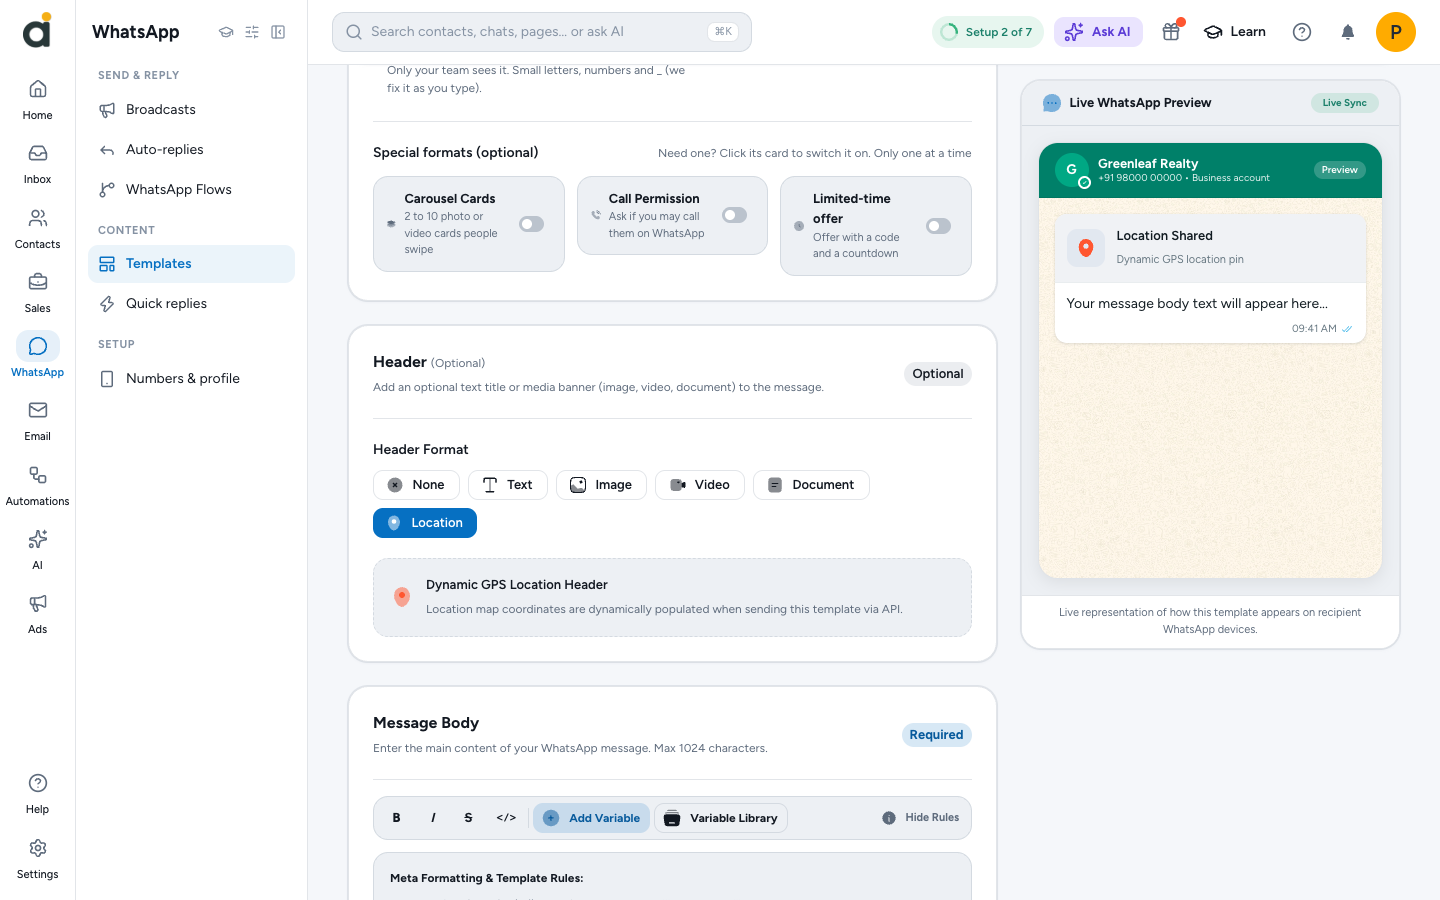 WhatsApp
Search contacts, chats, pages... or ask AI
⌘K
Setup 2 of 7
Ask AI
Learn
P
Home
Inbox
Contacts
Sales
WhatsApp
Email
Automations
AI
Ads
Help
Settings
SEND & REPLY
Broadcasts
Auto-replies
WhatsApp Flows
CONTENT
Templates
Quick replies
SETUP
Numbers & profile
Only your team sees it. Small letters, numbers and _ (we
fix it as you type).
Special formats (optional)
Need one? Click its card to switch it on. Only one at a time
Carousel Cards
2 to 10 photo or
video cards people
swipe
Call Permission
Ask if you may call
them on WhatsApp
Limited-time
offer
Offer with a code
and a countdown
Header (Optional)
Add an optional text title or media banner (image, video, document) to the message.
Optional
Header Format
None
Text
Image
Video
Document
Location
Dynamic GPS Location Header
Location map coordinates are dynamically populated when sending this template via API.
Message Body
Enter the main content of your WhatsApp message. Max 1024 characters.
Required
B
I
S
</>
Add Variable
Variable Library
Hide Rules
Meta Formatting & Template Rules:
Live WhatsApp Preview
Live Sync
G
Greenleaf Realty
+91 98000 00000 • Business account
Preview
Location Shared
Dynamic GPS location pin
Your message body text will appear here...
09:41 AM
Live representation of how this template appears on recipient
WhatsApp devices.